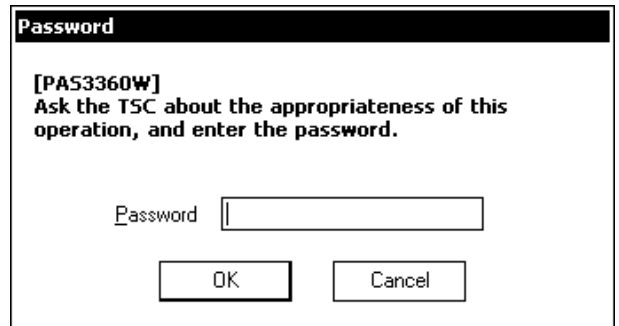 Password
[PAS3360W]
Ask the TSC about the appropriateness of this
operation, and enter the password.
Password
OK Cancel